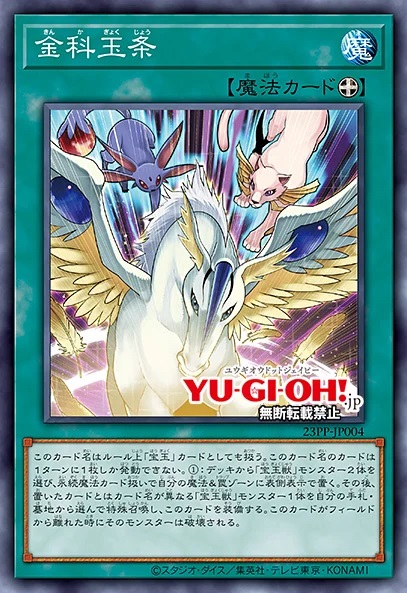 きん か ぎょく じょう
金科玉条
魔
ま ほう
【魔法カード】
ユウギオウドットジェイピー
YU-GI-OH!.jp
無断転載禁止
23PP-JP004
このカード名はルール上「宝玉」カードとしても扱う。このカード名のカードは
1ターンに1枚しか発動できない。①:デッキから「宝玉獣」モンスター2体を
選び、永続魔法カード扱いで自分の魔法&罠ゾーンに表側表示で置く。その後、
置いたカードとはカード名が異なる「宝玉獣」モンスター1体を自分の手札・
墓地から選んで特殊召喚し、このカードを装備する。このカードがフィールド
から離れた時にそのモンスターは破壊される。
©スタジオ・ダイス/集英社・テレビ東京・KONAMI